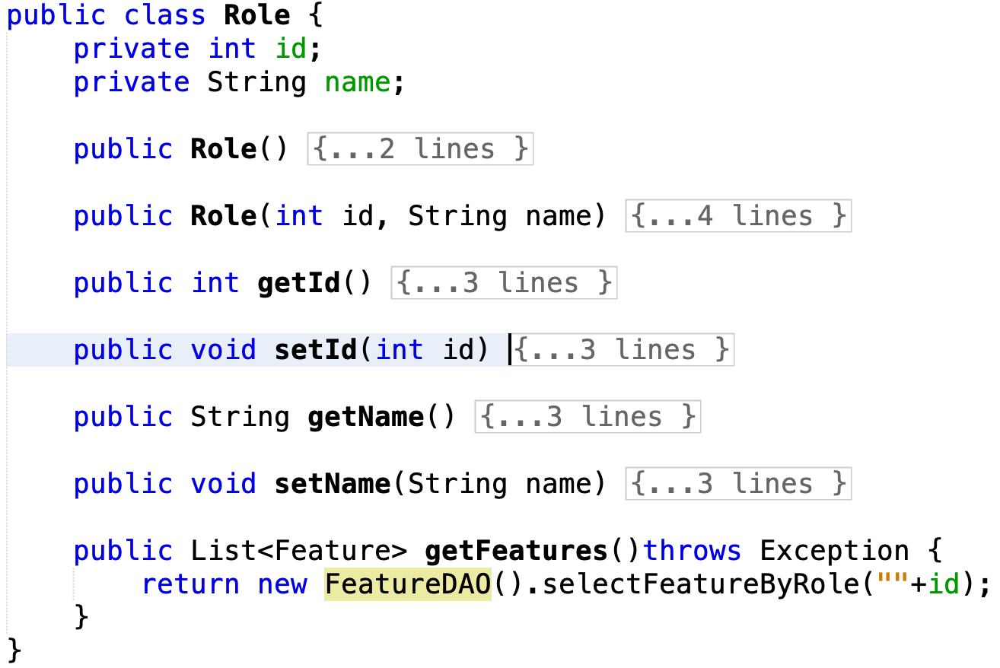 public class Role {
    private int id;
    private String name;

    public Role() {...2 lines }

    public Role(int id, String name) {...4 lines }

    public int getId() {...3 lines }

    public void setId(int id) {...3 lines }

    public String getName() {...3 lines }

    public void setName(String name) {...3 lines }

    public List<Feature> getFeatures()throws Exception {
        return new FeatureDAO().selectFeatureByRole(""+id);
    }
}